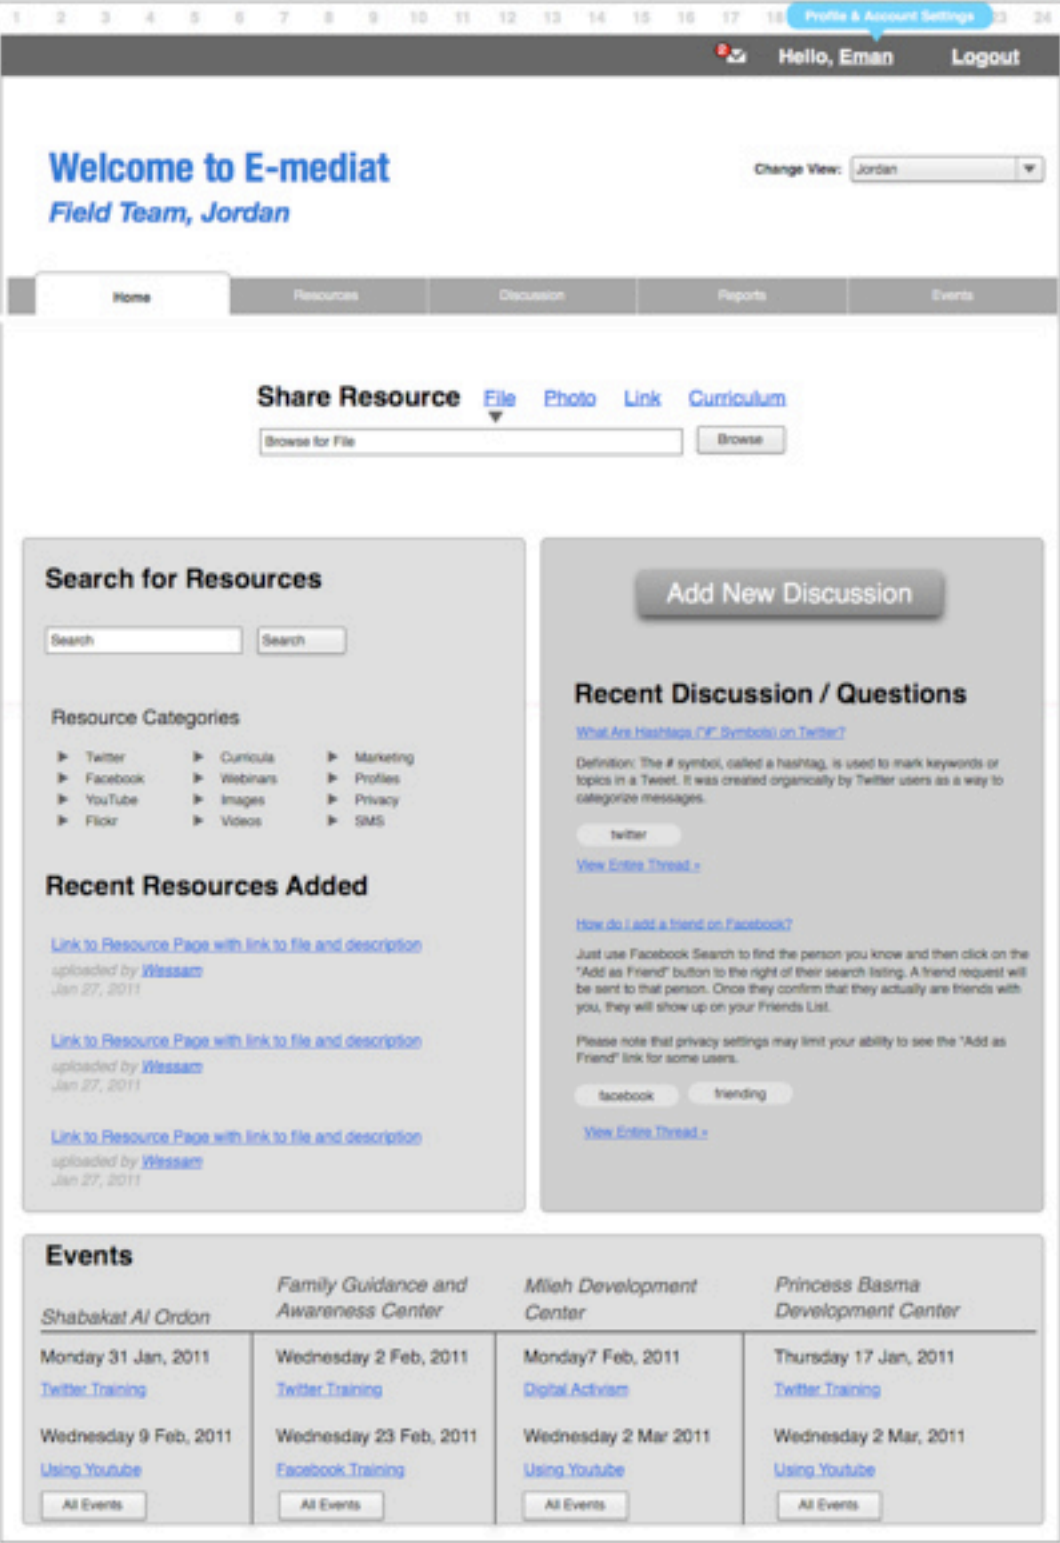 1 2 3 4 5 6 7 8 9 10 11 12 13 14 15 16 17 18 Profile & Account Settings 23 24
2 Hello, Eman Logout
Welcome to E-mediat
Field Team, Jordan
Change View: Jordan
Home Resources Discussion Reports Events
Share Resource File Photo Link Curriculum
Browse for File Browse
Search for Resources
Search Search
Resource Categories
Twitter Curricula Marketing
Facebook Webinars Profiles
YouTube Images Privacy
Flickr Videos SMS
Recent Resources Added
Link to Resource Page with link to file and description
uploaded by Wessam
Jan 27, 2011
Link to Resource Page with link to file and description
uploaded by Wessam
Jan 27, 2011
Link to Resource Page with link to file and description
uploaded by Wessam
Jan 27, 2011
Add New Discussion
Recent Discussion / Questions
What Are Hashtags ("#" Symbols) on Twitter?
Definition: The # symbol, called a hashtag, is used to mark keywords or
topics in a Tweet. It was created organically by Twitter users as a way to
categorize messages.
twitter
View Entire Thread »
How do I add a friend on Facebook?
Just use Facebook Search to find the person you know and then click on the
"Add as Friend" button to the right of their search listing. A friend request will
be sent to that person. Once they confirm that they actually are friends with
you, they will show up on your Friends List.
Please note that privacy settings may limit your ability to see the "Add as
Friend" link for some users.
facebook friending
View Entire Thread »
Events
Shabakat Al Ordon
Monday 31 Jan, 2011
Twitter Training
Wednesday 9 Feb, 2011
Using Youtube
All Events
Family Guidance and
Awareness Center
Wednesday 2 Feb, 2011
Twitter Training
Wednesday 23 Feb, 2011
Facebook Training
All Events
Mlieh Development
Center
Monday7 Feb, 2011
Digital Activism
Wednesday 2 Mar 2011
Using Youtube
All Events
Princess Basma
Development Center
Thursday 17 Jan, 2011
Twitter Training
Wednesday 2 Mar, 2011
Using Youtube
All Events